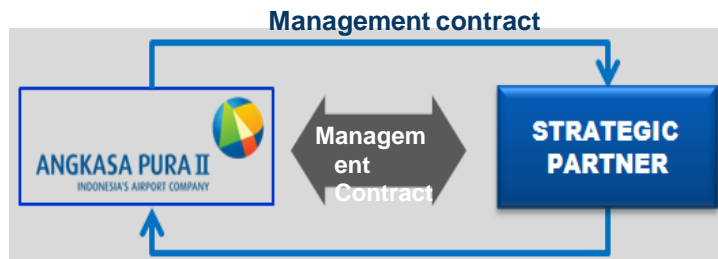 Management contract
ANGKASA PURA II
INDONESIA'S AIRPORT COMPANY
Managem
ent
Contract
STRATEGIC
PARTNER